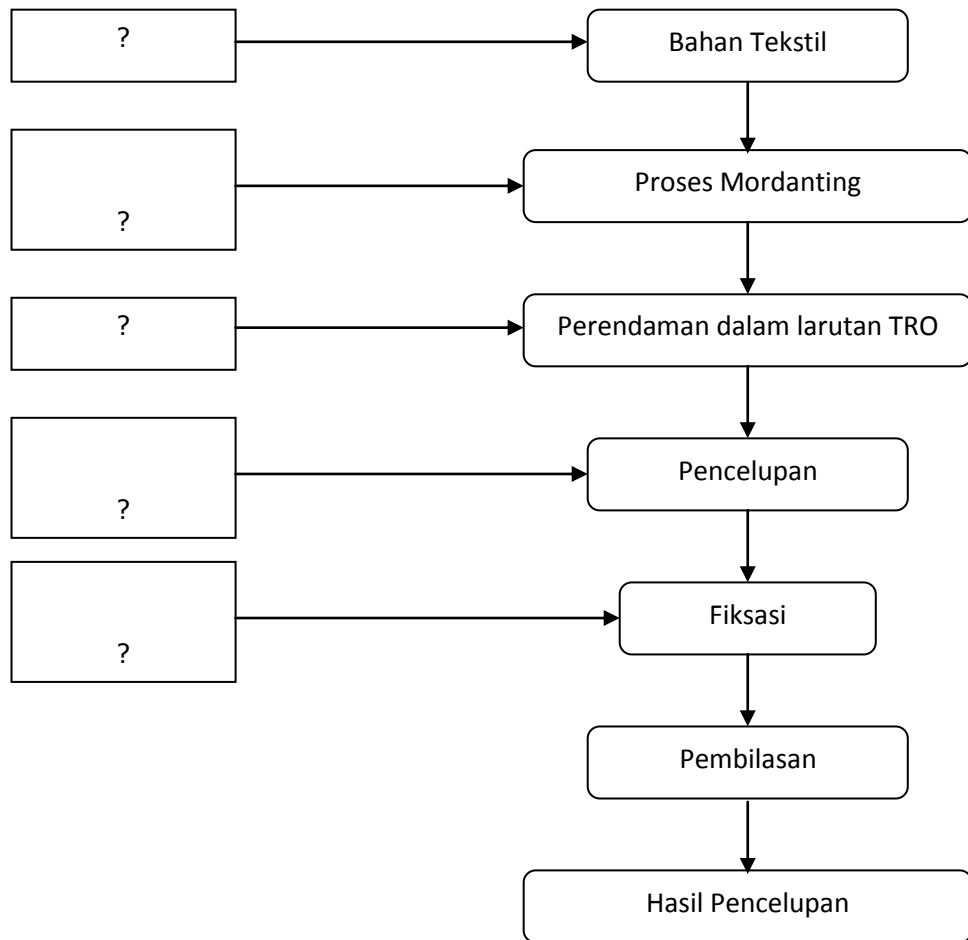 ?
Bahan Tekstil
?
Proses Mordanting
?
Perendaman dalam larutan TRO
?
Pencelupan
?
Fiksasi
Pembilasan
Hasil Pencelupan